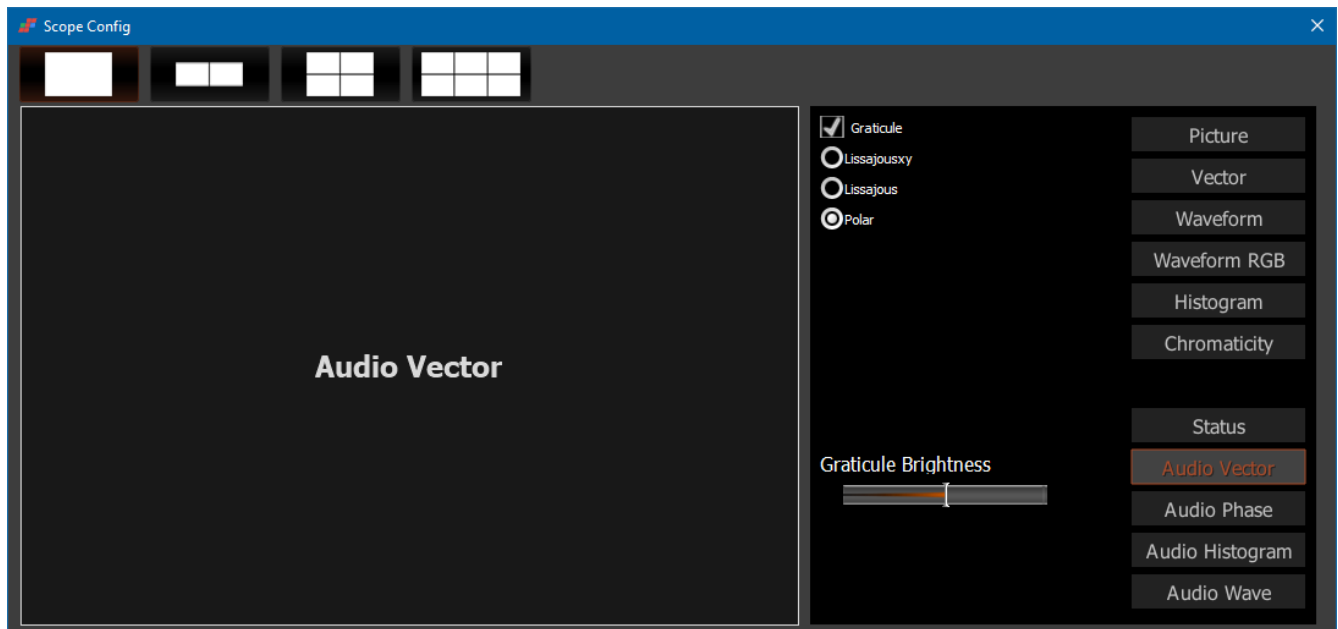 Scope Config
Graticule
Lissajousxy
Lissajous
Polar
Audio Vector
Graticule Brightness
Picture
Vector
Waveform
Waveform RGB
Histogram
Chromaticity
Status
Audio Vector
Audio Phase
Audio Histogram
Audio Wave